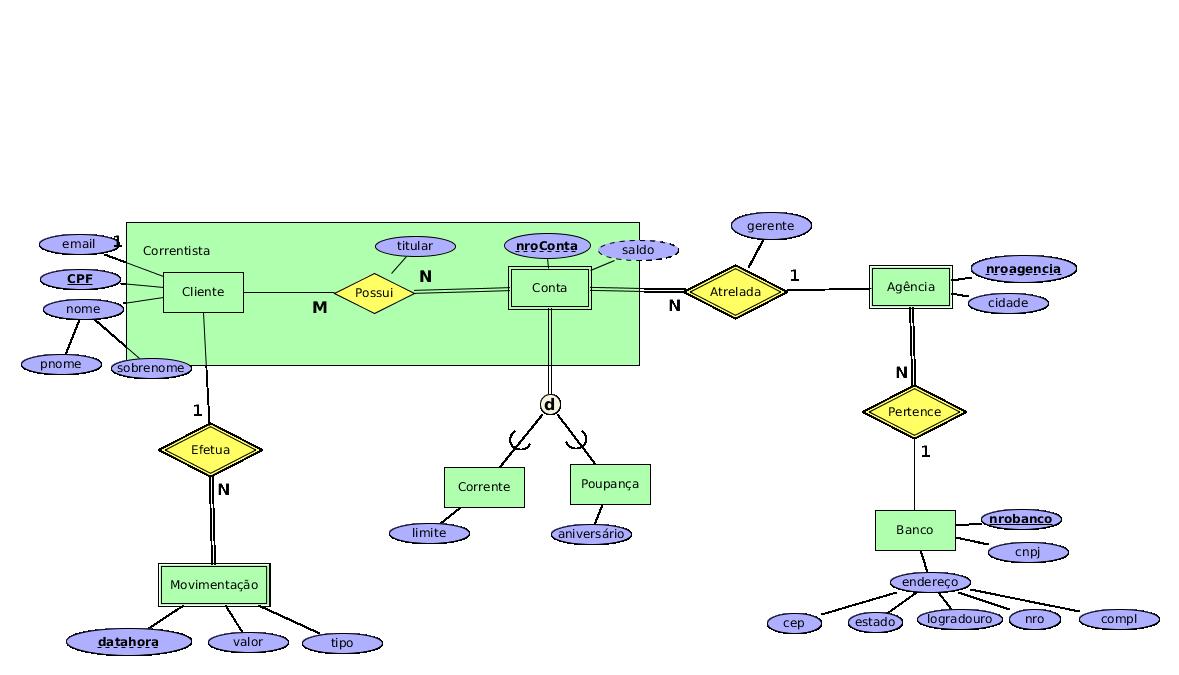 gerente
email
1
Correntista
titular
nroConta
saldo
CPF
Cliente
Possui
N
Conta
Atrelada
1
Agência
nroagencia
nome
M
N
cidade
pnome
sobrenome
N
1
d
Pertence
Efetua
1
N
Corrente
Poupança
limite
aniversário
Banco
nrobanco
cnpj
Movimentação
endereço
datahora
valor
tipo
cep
estado
logradouro
nro
compl